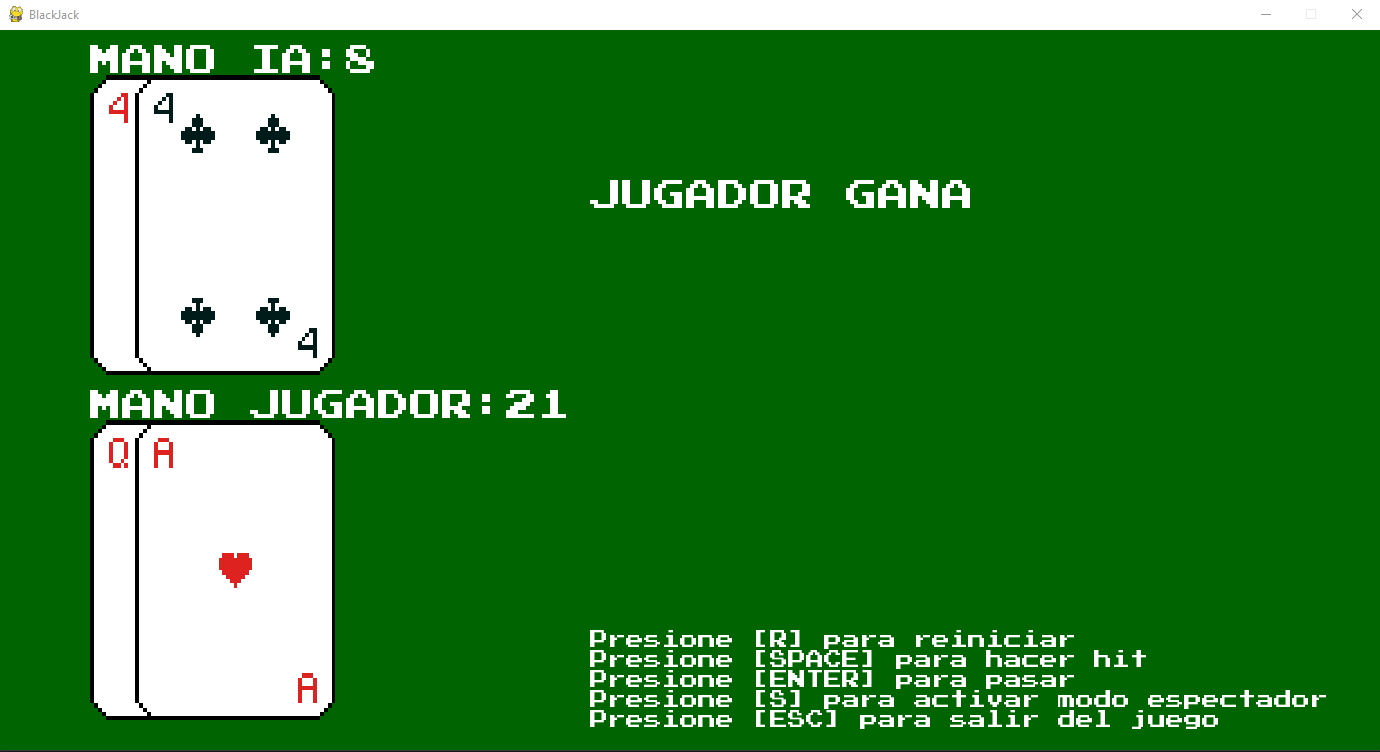 BlackJack
MANO IA:8
4 4
4
JUGADOR GANA
MANO JUGADOR:21
Q A
A
Presione [R] para reiniciar
Presione [SPACE] para hacer hit
Presione [ENTER] para pasar
Presione [S] para activar modo espectador
Presione [ESC] para salir del juego